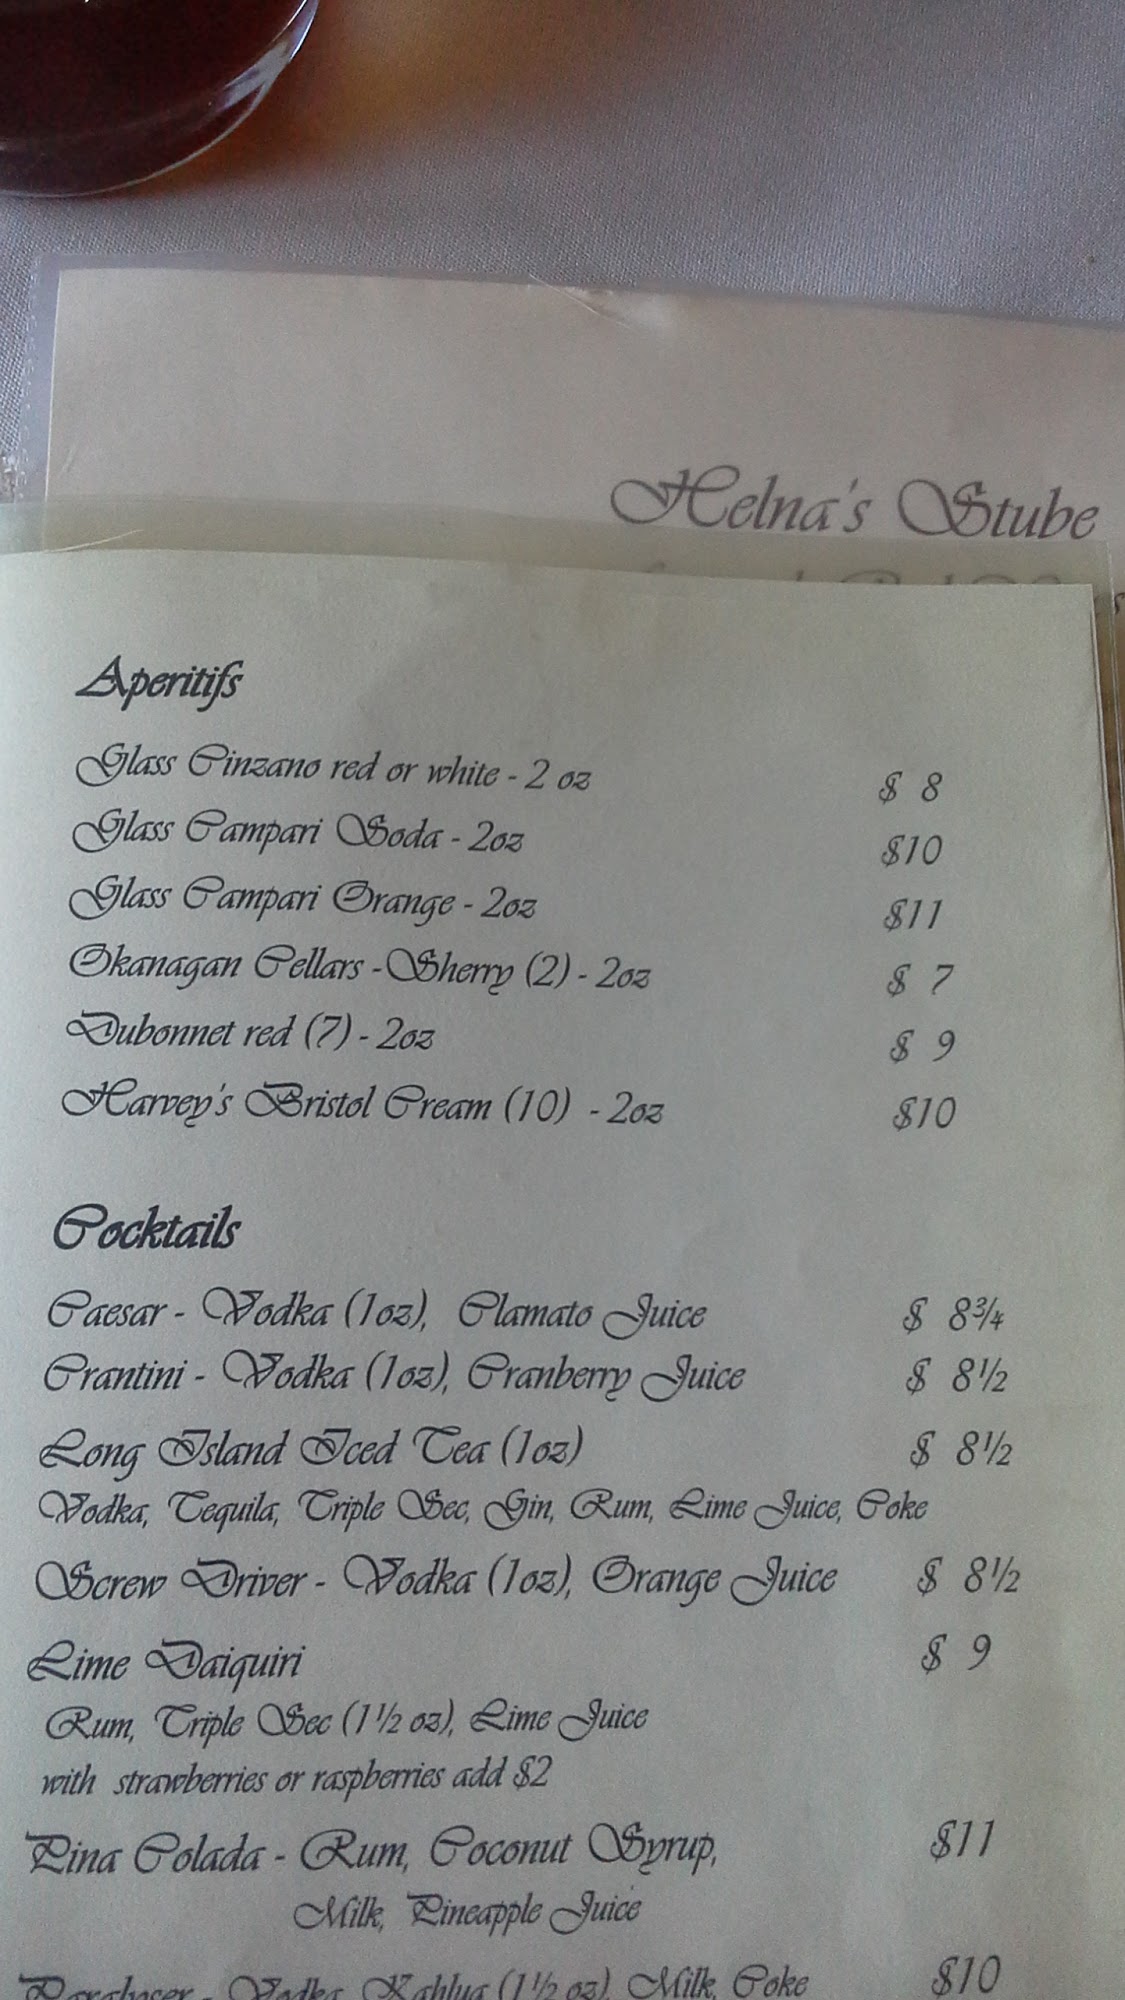 Helna's Stube
Aperitifs
Glass Cinzano red or white - 2 oz $ 8
Glass Campari Soda - 2oz $10
Glass Campari Orange - 2oz $11
Okanagan Cellars -Sherry (2) - 2oz $ 7
Dubonnet red (7) - 2oz $ 9
Harvey's Bristol Cream (10) - 2oz $10
Cocktails
Caesar - Vodka (1oz), Clamato Juice $ 8¾
Crantini - Vodka (1oz), Cranberry Juice $ 8½
Long Island Iced Tea (1oz) $ 8½
Vodka, Tequila, Triple Sec, Gin, Rum, Lime Juice, Coke
Screw Driver - Vodka (1oz), Orange Juice $ 8½
Lime Daiquiri $ 9
Rum, Triple Sec (1½ oz), Lime Juice
with strawberries or raspberries add $2
Pina Colada - Rum, Coconut Syrup, $11
Milk, Pineapple Juice
Paralyser - Vodka, Kahlua (1½ oz), Milk, Coke $10